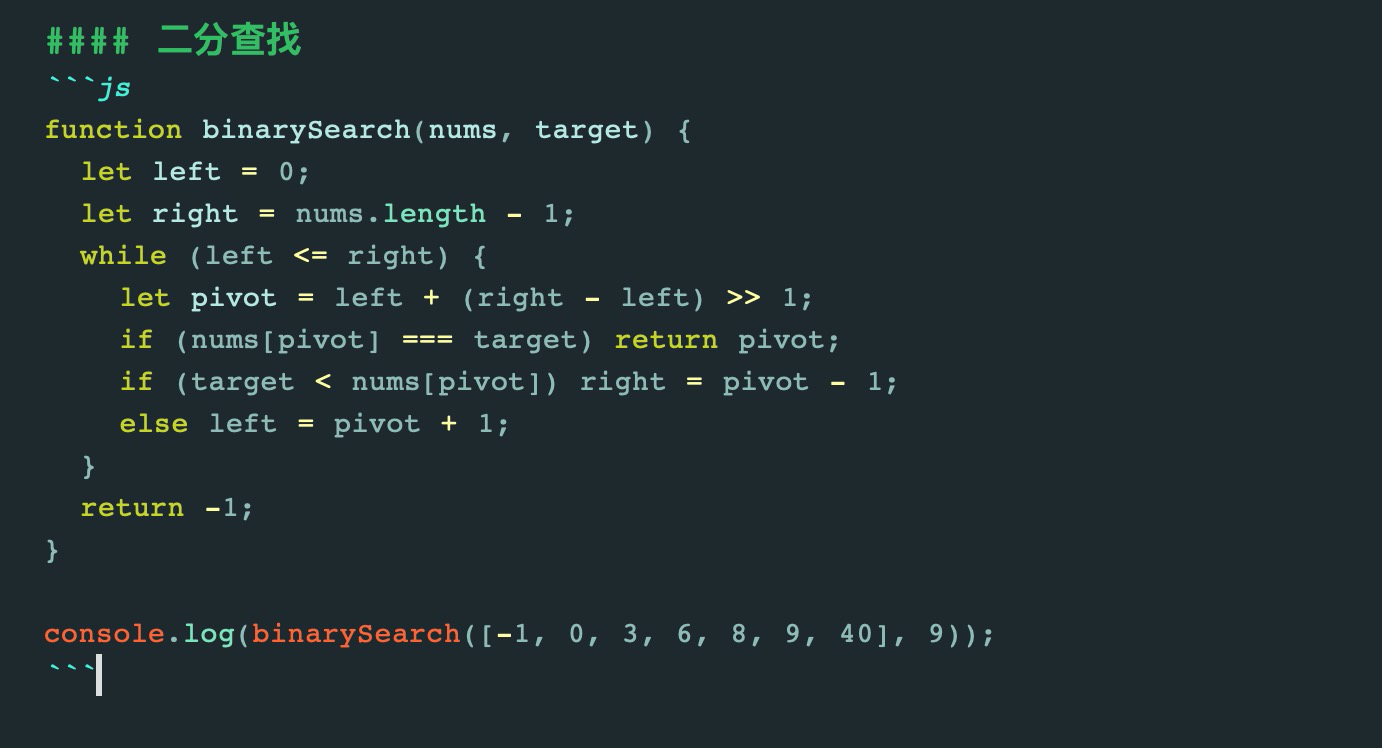 #### 二分查找
```js
function binarySearch(nums, target) {
  let left = 0;
  let right = nums.length - 1;
  while (left <= right) {
    let pivot = left + (right - left) >> 1;
    if (nums[pivot] === target) return pivot;
    if (target < nums[pivot]) right = pivot - 1;
    else left = pivot + 1;
  }
  return -1;
}

console.log(binarySearch([-1, 0, 3, 6, 8, 9, 40], 9));
```